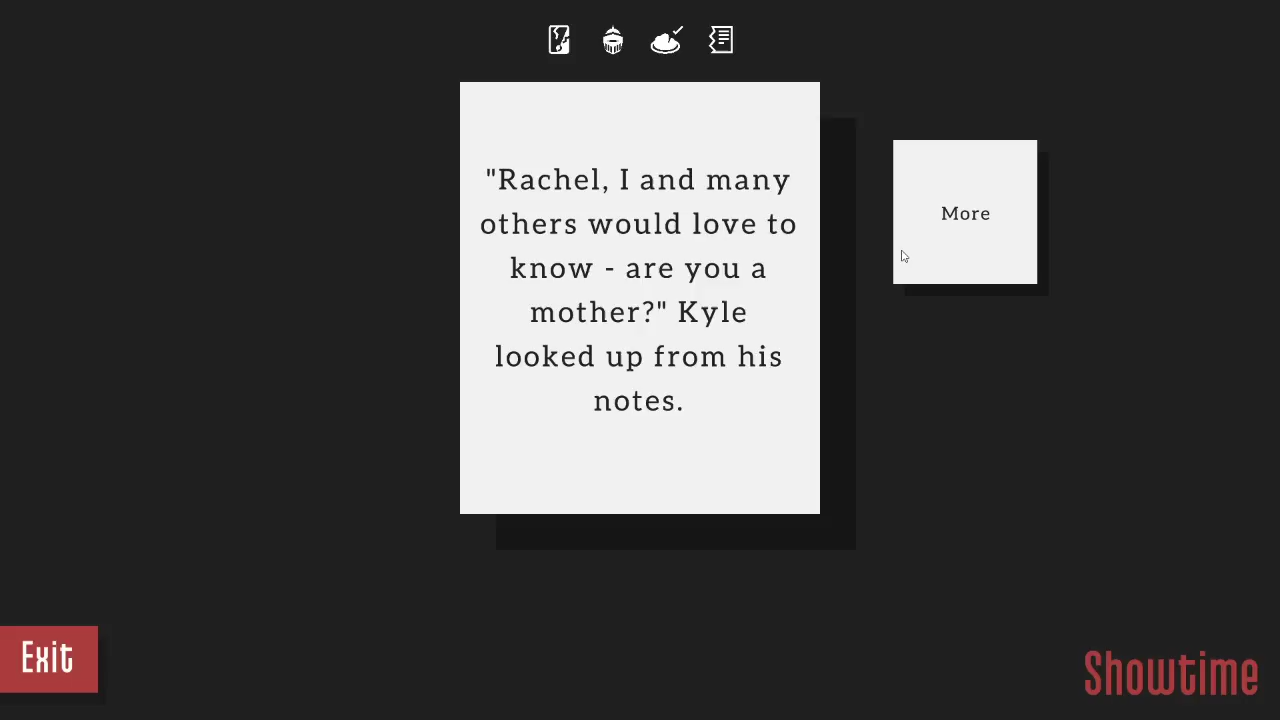 "Rachel, I and many
others would love to
know - are you a
mother?" Kyle
looked up from his
notes.
More
Exit
Showtime